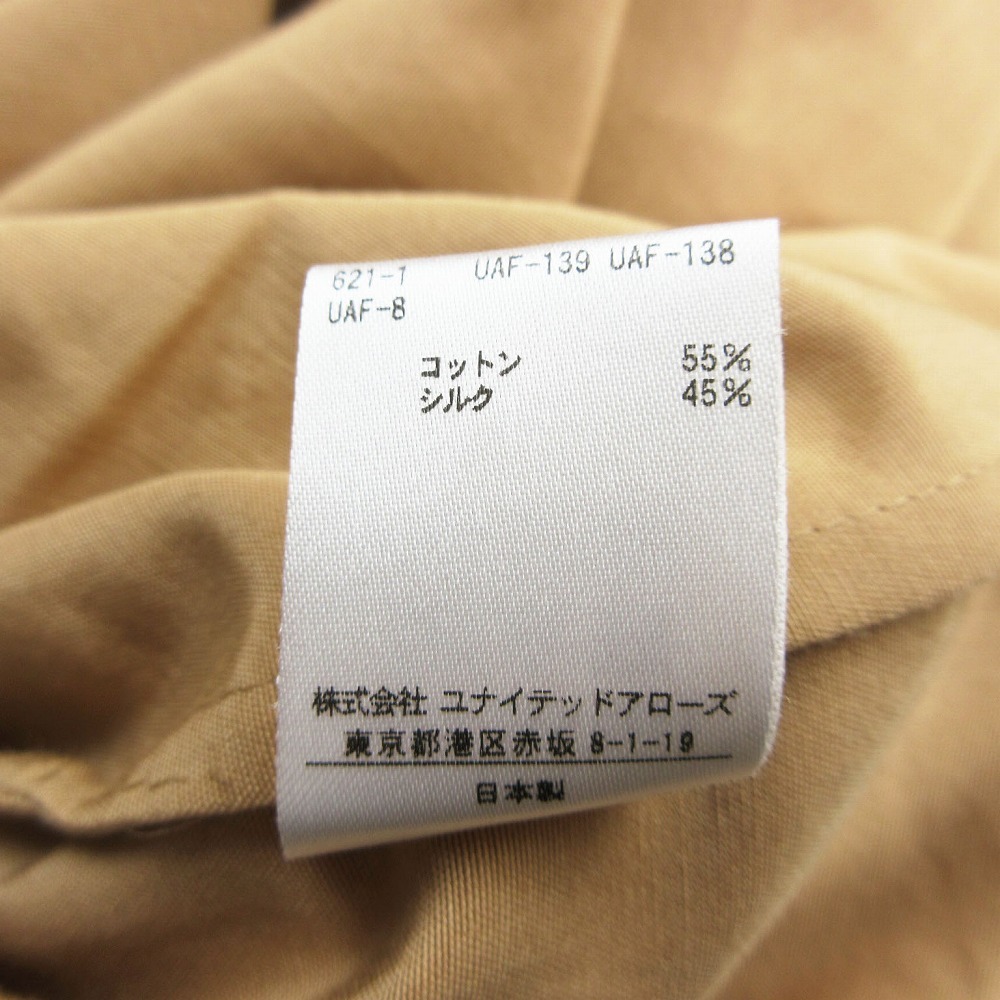 621-1 UAF-139 UAF-138
UAF-8
コットン 55%
シルク 45%
株式会社 ユナイテッドアローズ
東京都港区赤坂 8-1-19
日本製